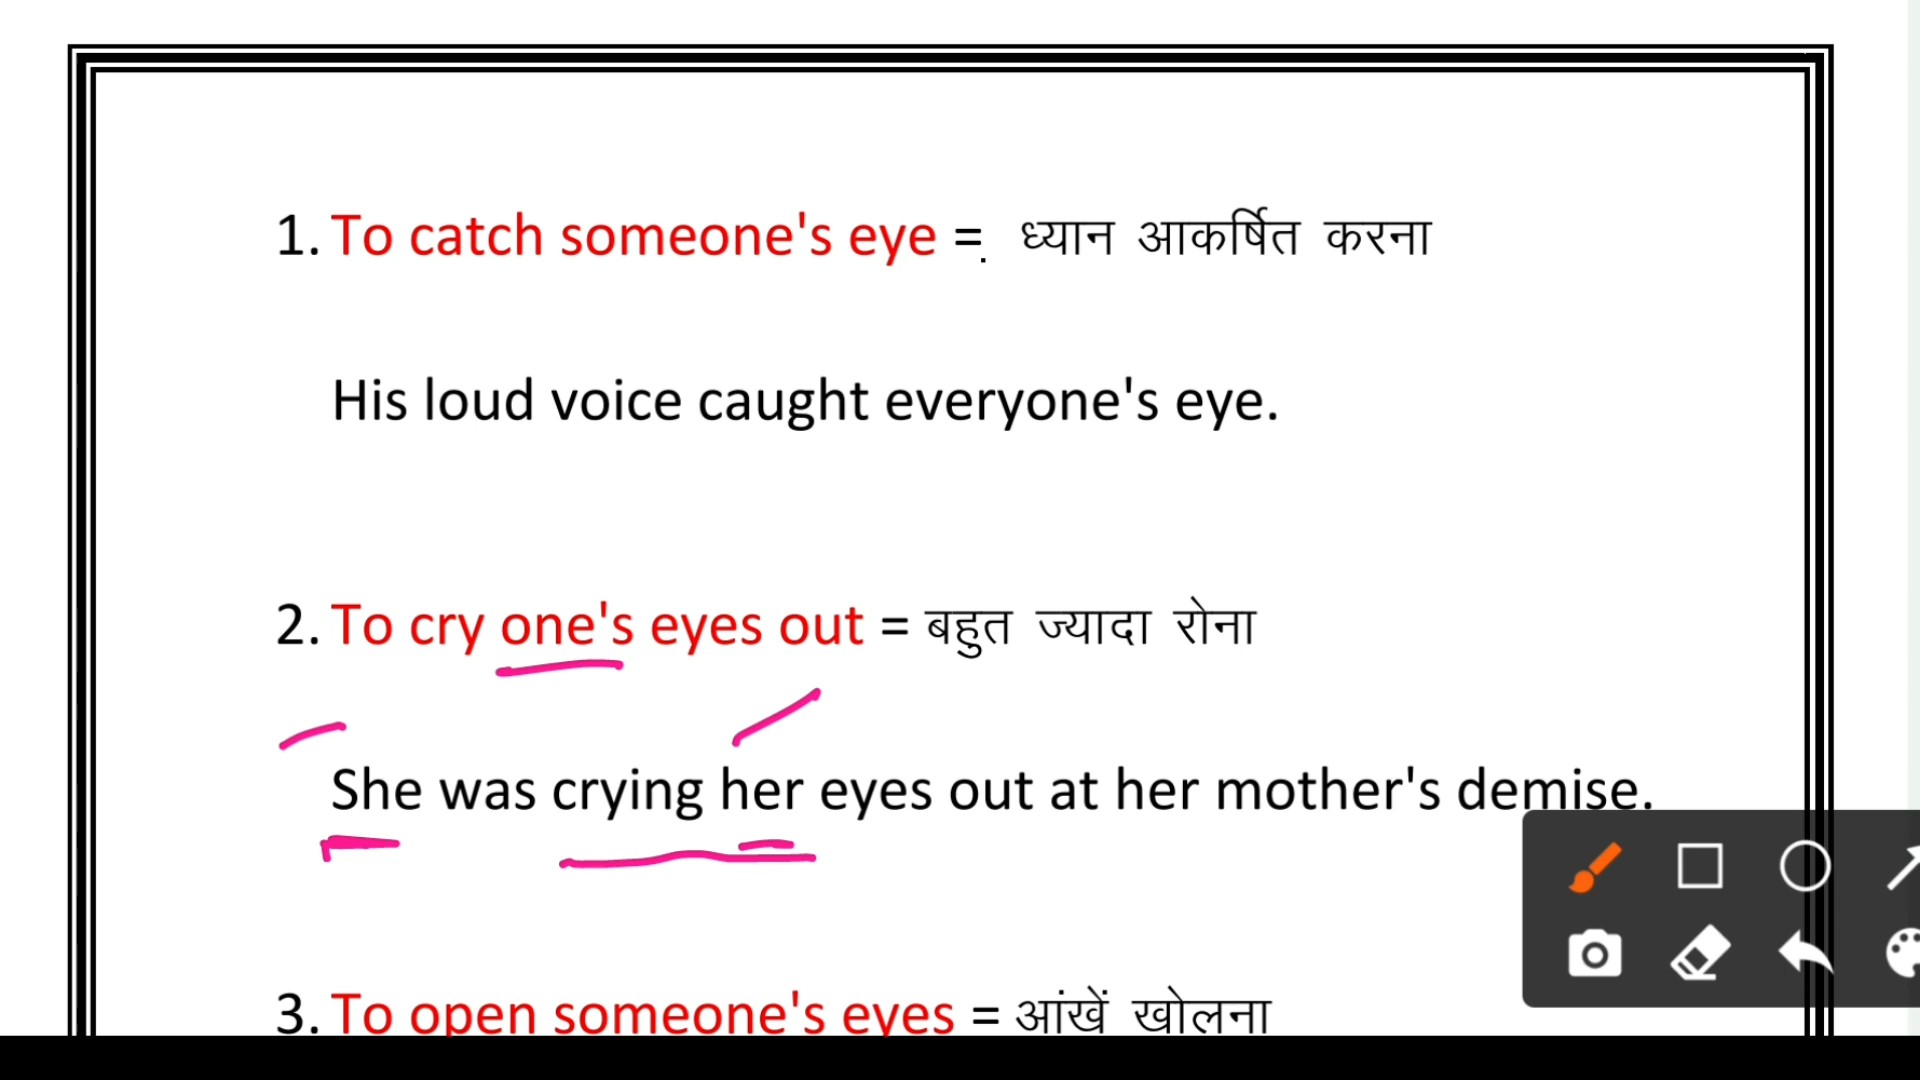 1. To catch someone's eye = ध्यान आकर्षित करना
His loud voice caught everyone's eye.
2. To cry one's eyes out = बहुत ज्यादा रोना
She was crying her eyes out at her mother's demise.
3. To open someone's eyes = आंखें खोलना